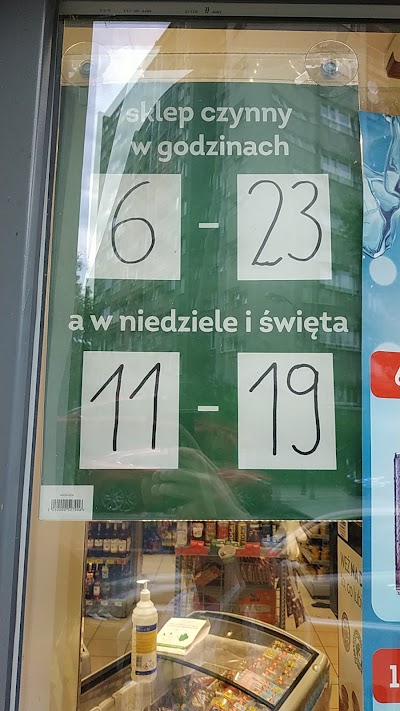 sklep czynny
w godzinach
6 - 23
a w niedziele i święta
11 - 19